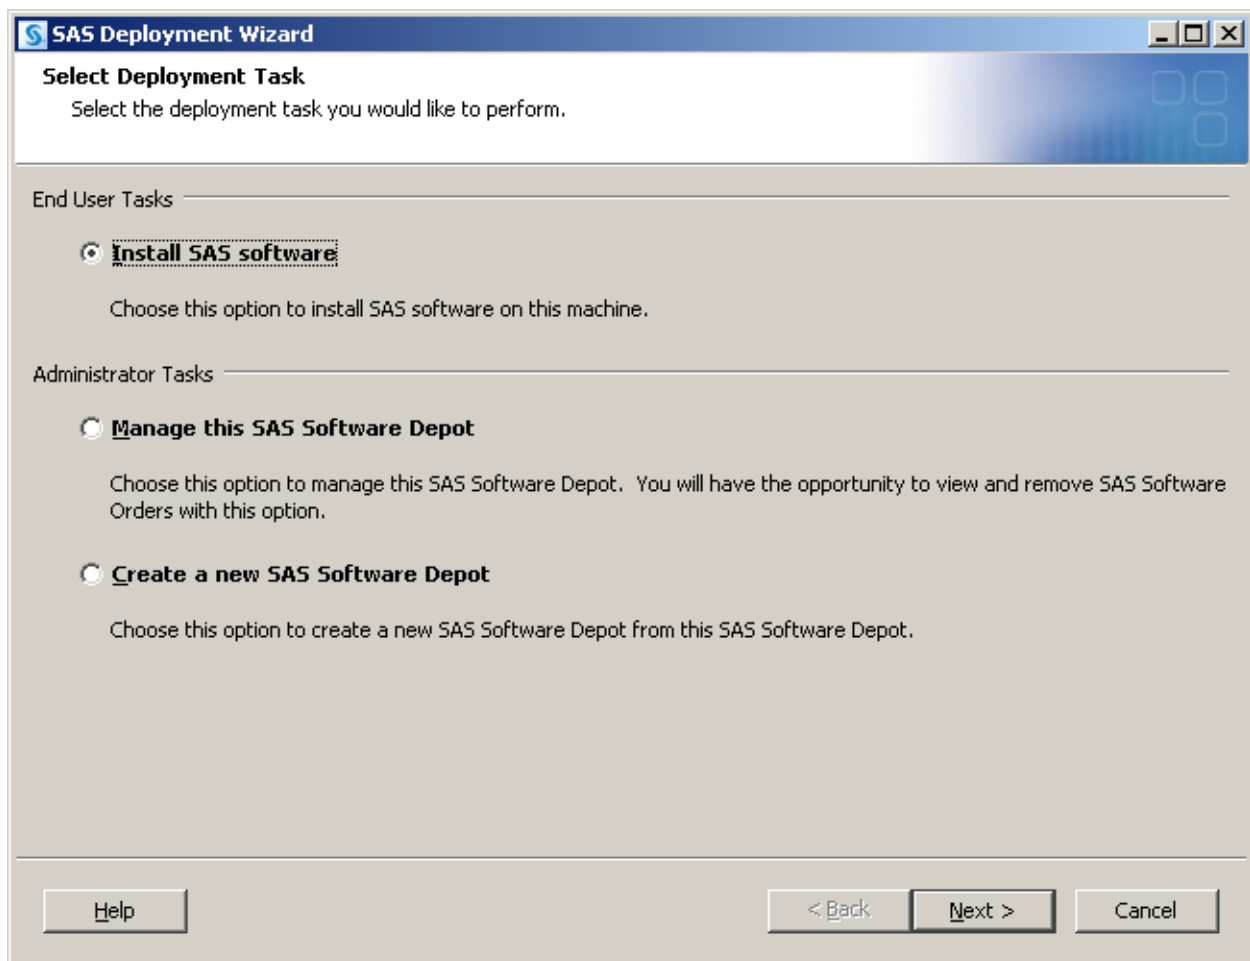 SAS Deployment Wizard
Select Deployment Task
Select the deployment task you would like to perform.
End User Tasks
Install SAS software
Choose this option to install SAS software on this machine.
Administrator Tasks
Manage this SAS Software Depot
Choose this option to manage this SAS Software Depot.  You will have the opportunity to view and remove SAS Software
Orders with this option.
Create a new SAS Software Depot
Choose this option to create a new SAS Software Depot from this SAS Software Depot.
Help
< Back
Next >
Cancel